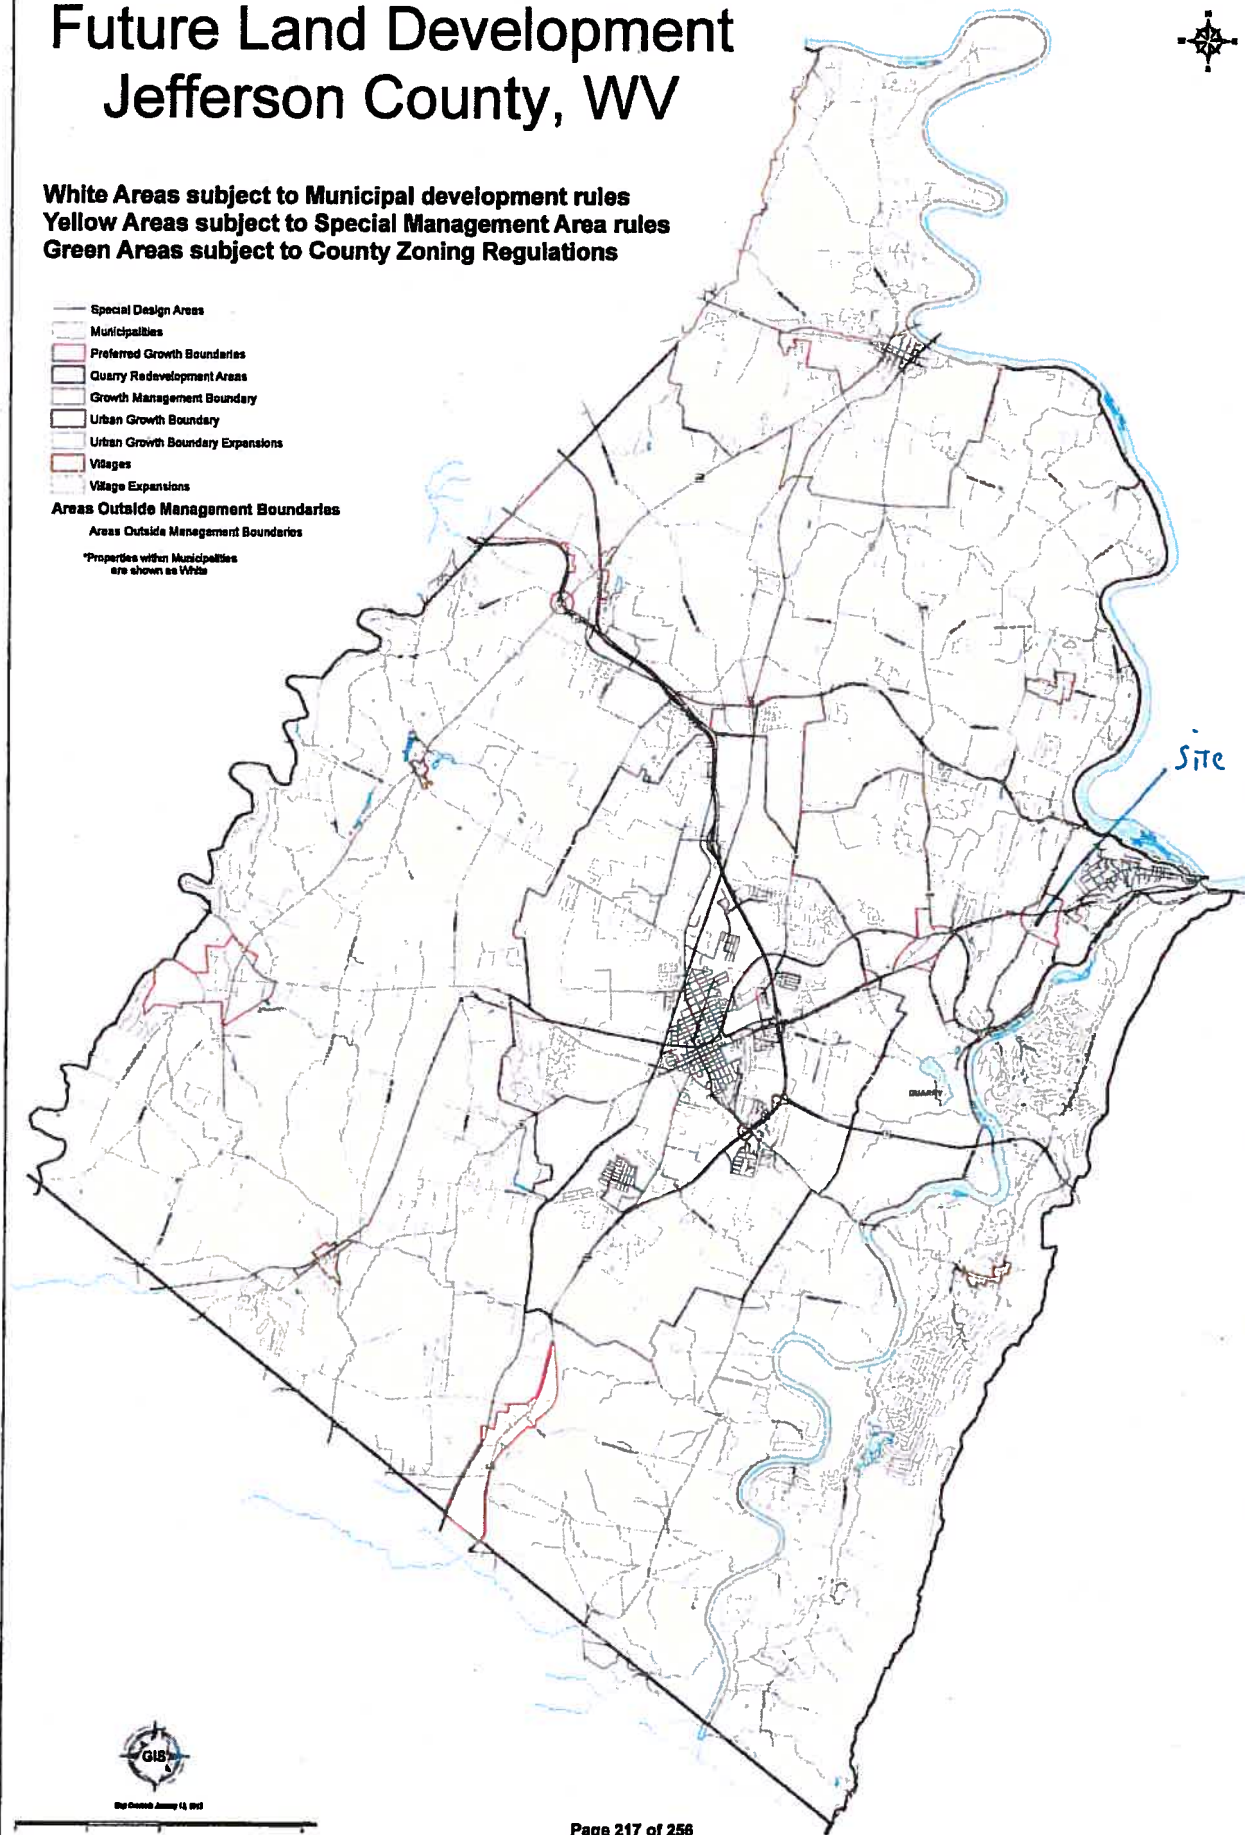 Future Land Development
Jefferson County, WV
White Areas subject to Municipal development rules
Yellow Areas subject to Special Management Area rules
Green Areas subject to County Zoning Regulations
Special Design Areas
Municipalities
Preferred Growth Boundaries
Quarry Redevelopment Areas
Growth Management Boundary
Urban Growth Boundary
Urban Growth Boundary Expansions
Villages
Village Expansions
Areas Outside Management Boundaries
Areas Outside Management Boundaries
*Properties within Municipalities
are shown as White
Site
QUARRY
GIS
Page 217 of 256